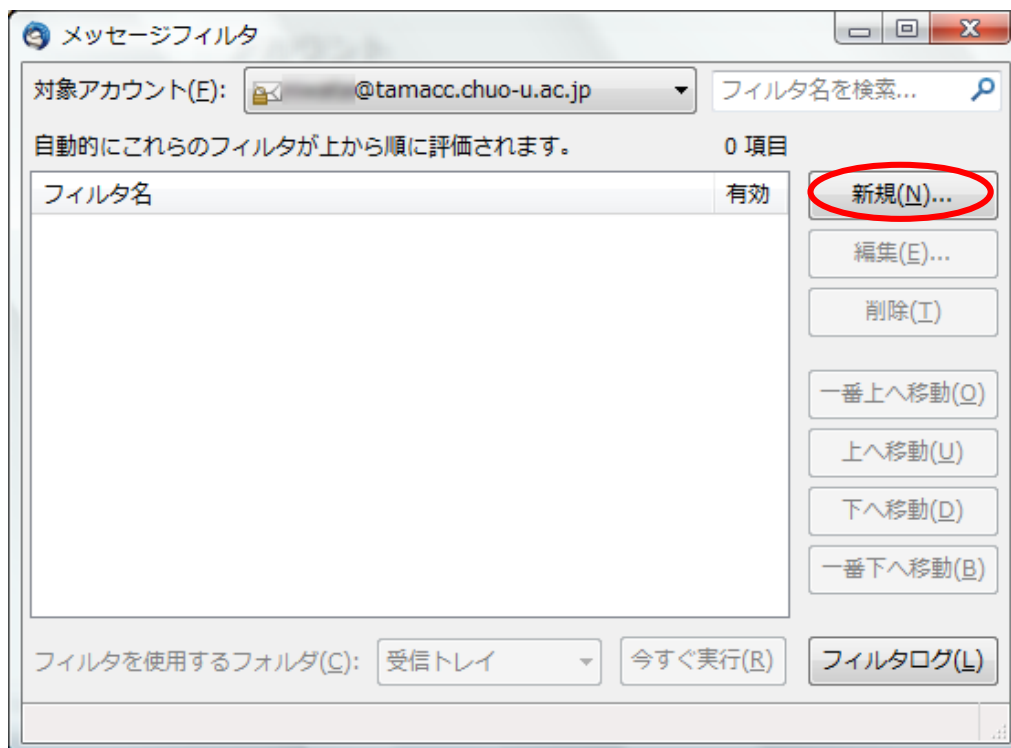 メッセージフィルタ
対象アカウント(F): @tamacc.chuo-u.ac.jp フィルタ名を検索...
自動的にこれらのフィルタが上から順に評価されます。 0 項目
フィルタ名 有効 新規(N)...
編集(E)...
削除(T)
一番上へ移動(O)
上へ移動(U)
下へ移動(D)
一番下へ移動(B)
フィルタを使用するフォルダ(C): 受信トレイ 今すぐ実行(R) フィルタログ(L)